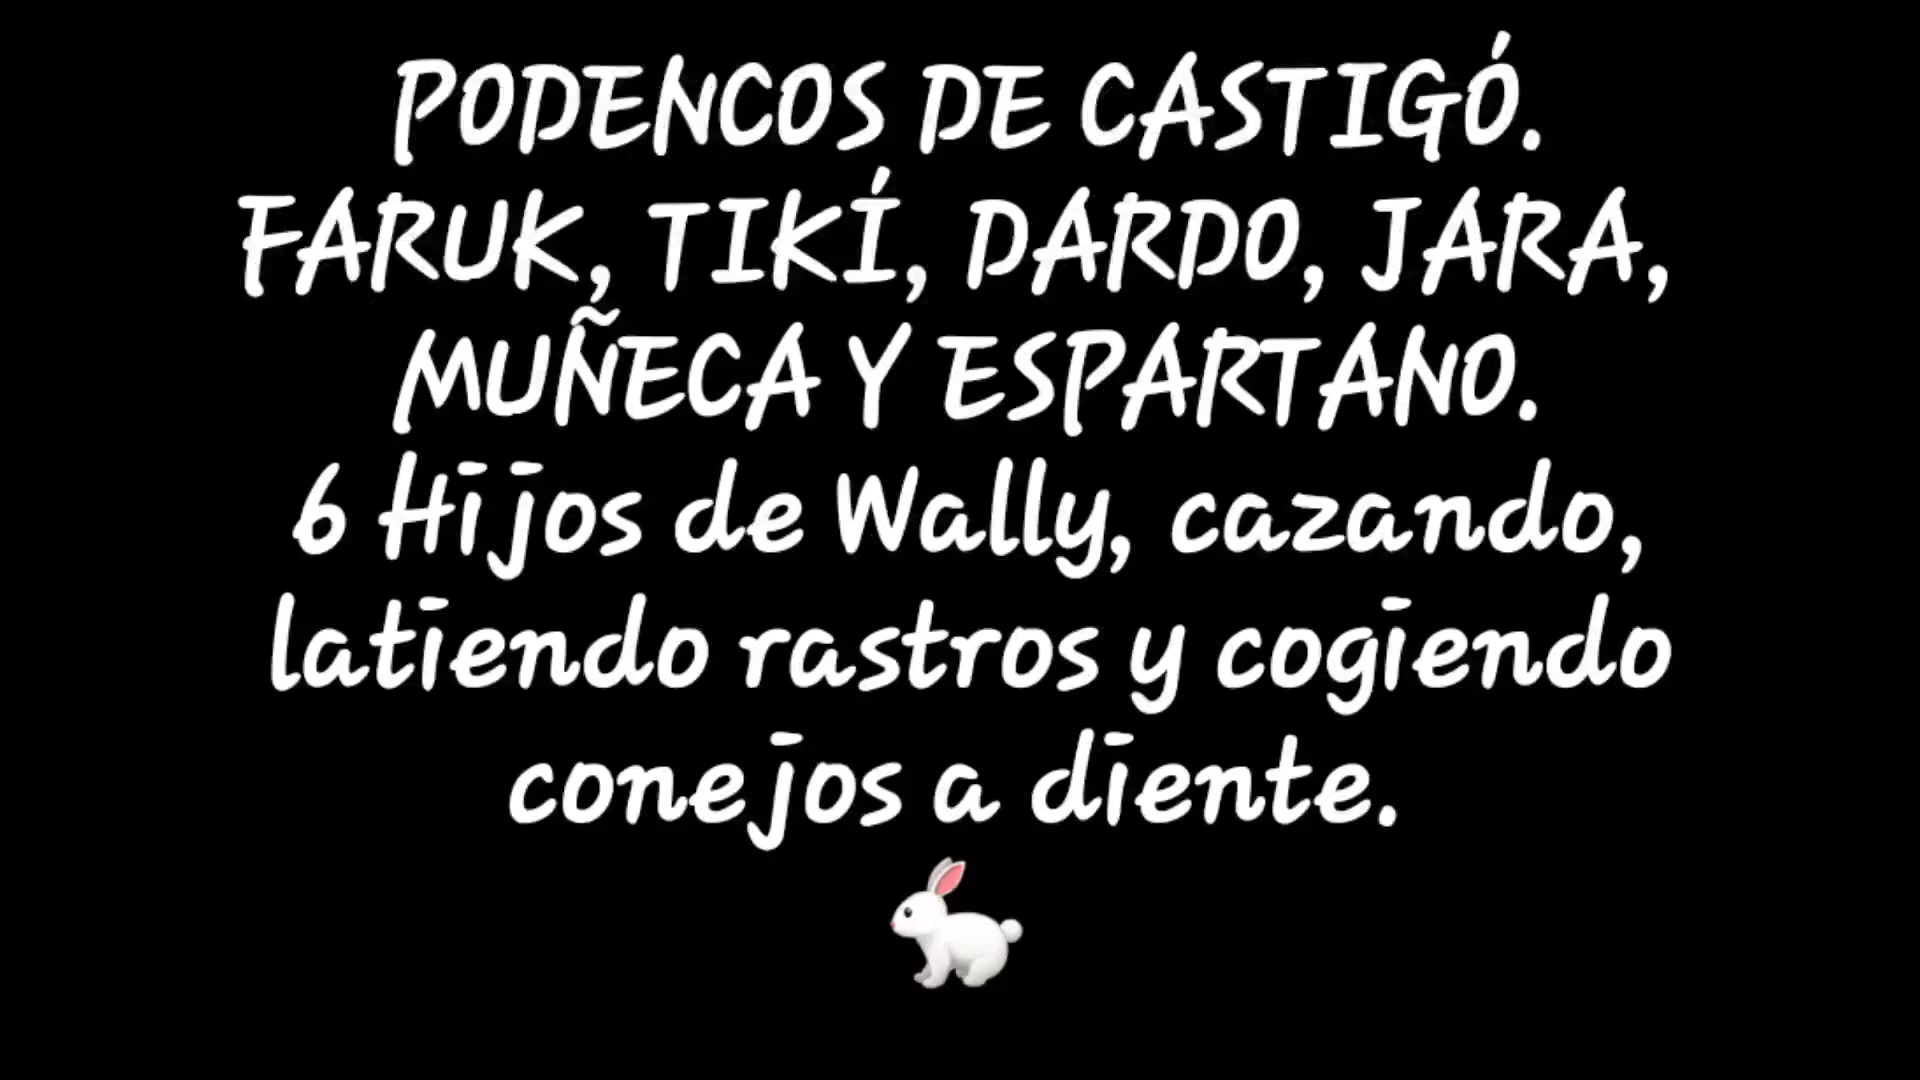 PODENCOS DE CASTIGÓ.
FARUK, TIKÍ, DARDO, JARA,
MUÑECA Y ESPARTANO.
6 Hijos de Wally, cazando,
latiendo rastros y cogiendo
conejos a diente.